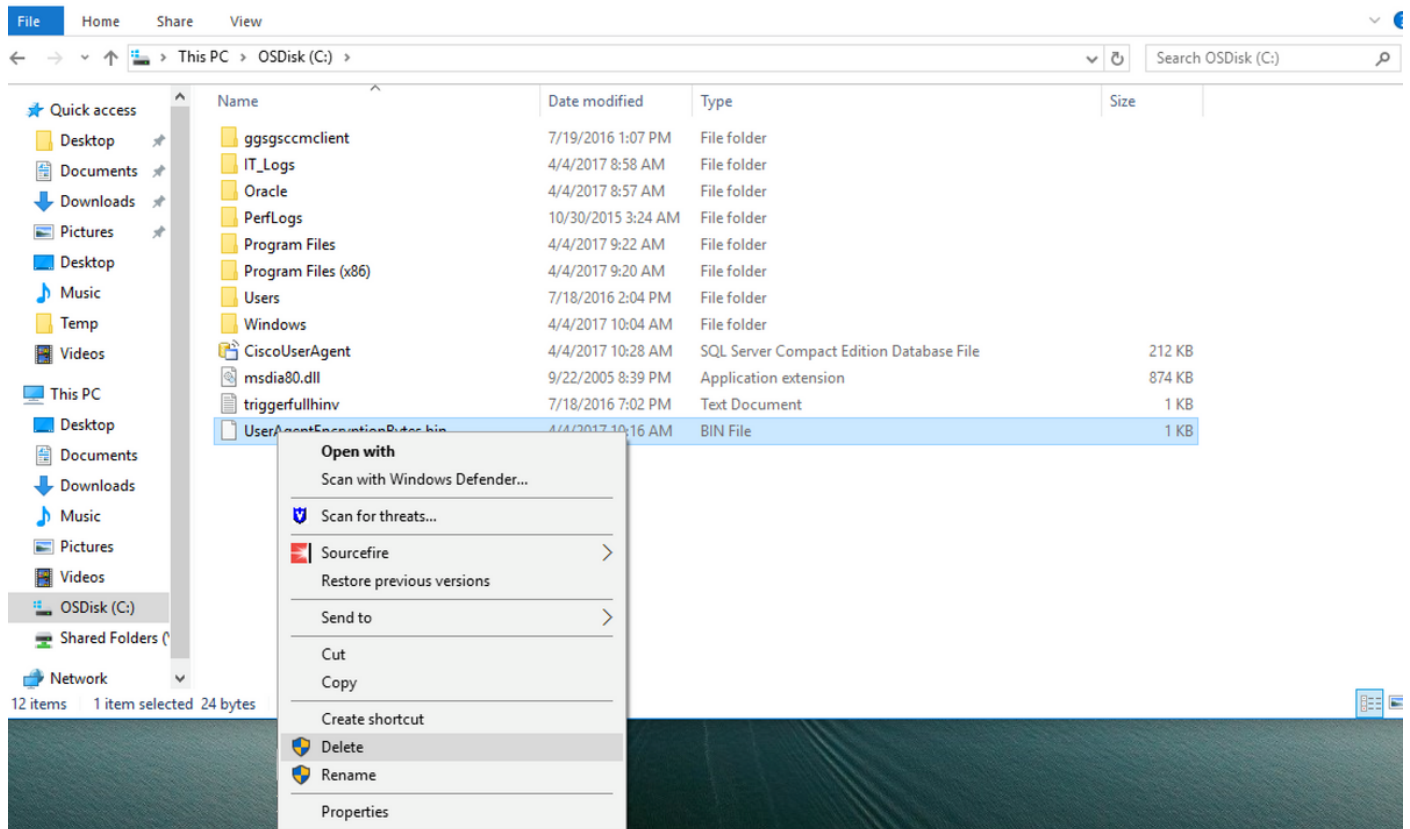 File Home Share View
This PC > OSDisk (C:) >
Search OSDisk (C:)
Name Date modified Type Size
Quick access
Desktop
Documents
Downloads
Pictures
Desktop
Music
Temp
Videos
This PC
Desktop
Documents
Downloads
Music
Pictures
Videos
OSDisk (C:)
Shared Folders ('
Network
ggsgsccmclient 7/19/2016 1:07 PM File folder
IT_Logs 4/4/2017 8:58 AM File folder
Oracle 4/4/2017 8:57 AM File folder
PerfLogs 10/30/2015 3:24 AM File folder
Program Files 4/4/2017 9:22 AM File folder
Program Files (x86) 4/4/2017 9:20 AM File folder
Users 7/18/2016 2:04 PM File folder
Windows 4/4/2017 10:04 AM File folder
CiscoUserAgent 4/4/2017 10:28 AM SQL Server Compact Edition Database File 212 KB
msdia80.dll 9/22/2005 8:39 PM Application extension 874 KB
triggerfullhinv 7/18/2016 7:02 PM Text Document 1 KB
UserAgentEncryptionBytes.bin 4/4/2017 10:16 AM BIN File 1 KB
Open with
Scan with Windows Defender...
Scan for threats...
Sourcefire
Restore previous versions
Send to
Cut
Copy
Create shortcut
Delete
Rename
Properties
12 items 1 item selected 24 bytes